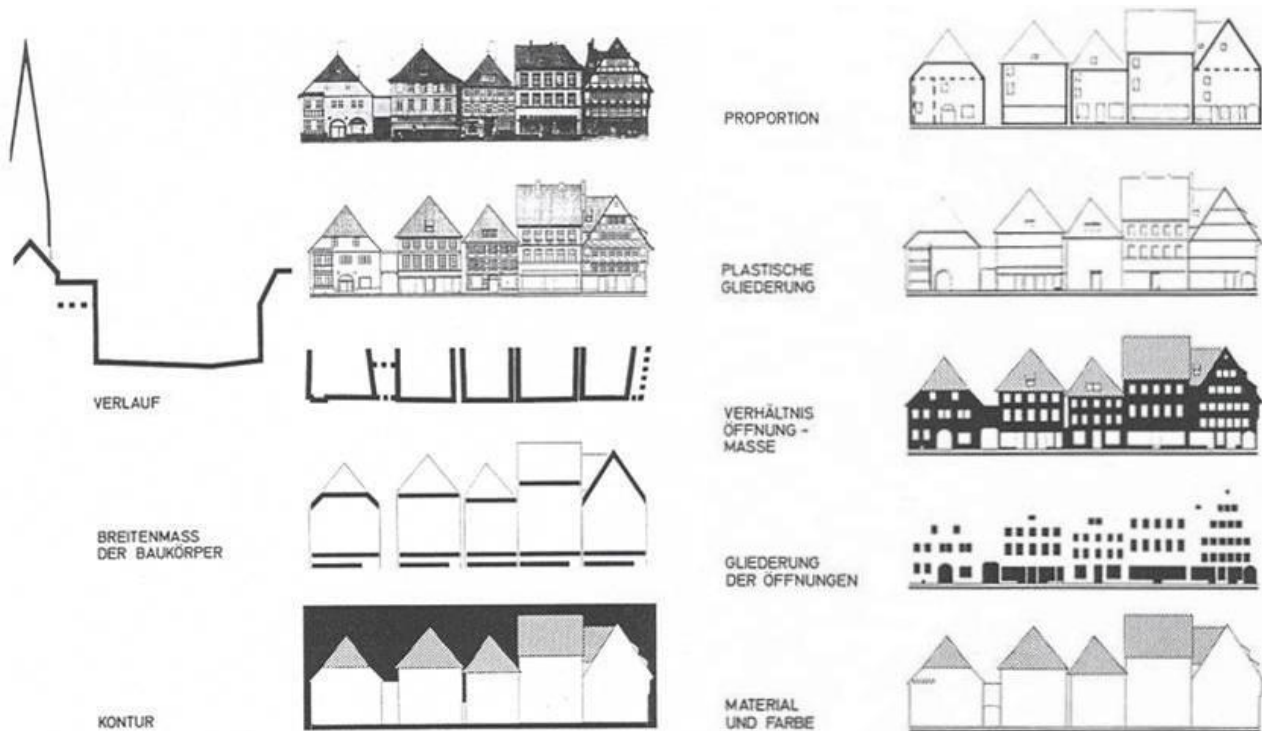 VERLAUF
BREITENMASS
DER BAUKÖRPER
KONTUR
PROPORTION
PLASTISCHE
GLIEDERUNG
VERHÄLTNIS
ÖFFNUNG -
MASSE
GLIEDERUNG
DER ÖFFNUNGEN
MATERIAL
UND FARBE